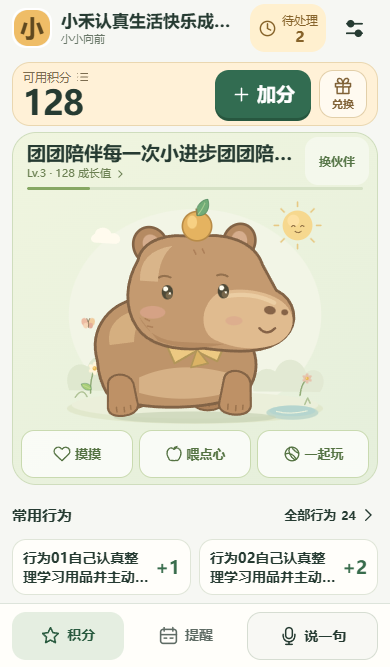 小
小禾认真生活快乐成...
小小向前
待处理
2
可用积分
128
加分
兑换
团团陪伴每一次小进步团团陪...
换伙伴
Lv.3 · 128 成长值
摸摸
喂点心
一起玩
常用行为
全部行为 24
行为01自己认真整
理学习用品并主动...
+1
行为02自己认真整
理学习用品并主动...
+2
积分
提醒
说一句